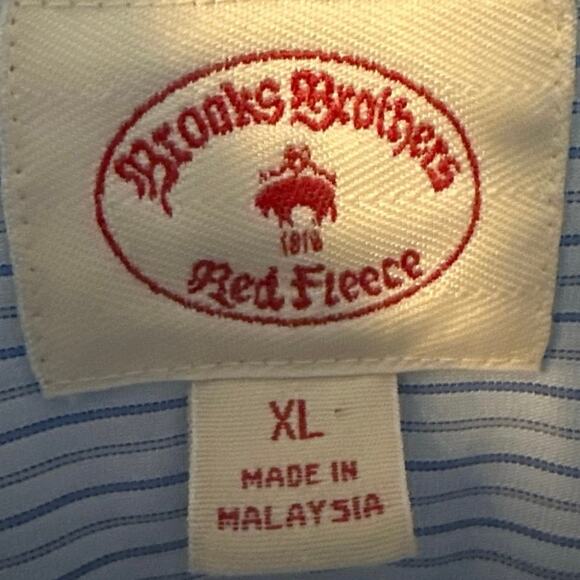 Brooks Brothers
1818
Red Fleece
XL
MADE IN
MALAYSIA